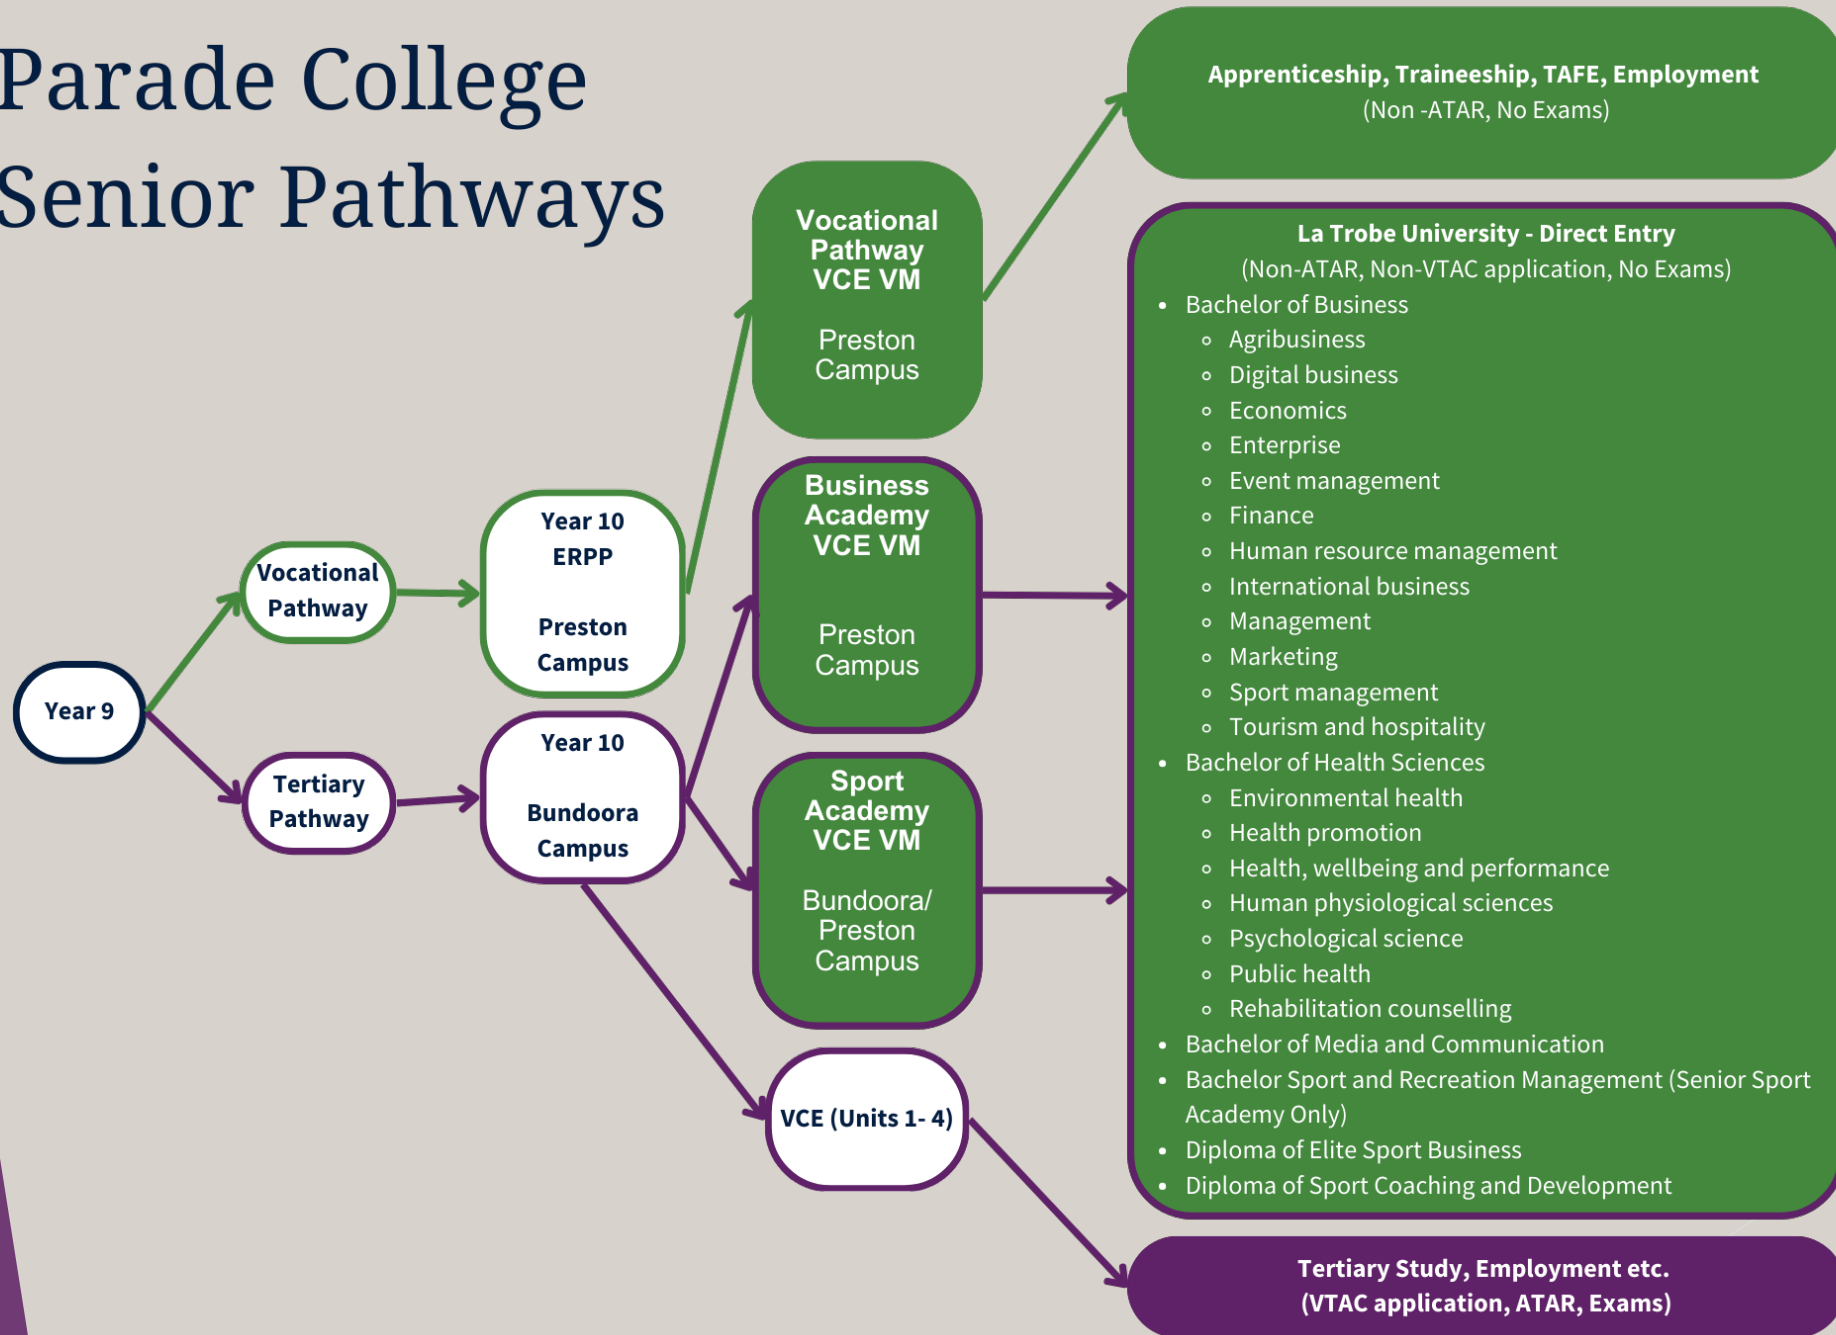 Parade College
Senior Pathways
Year 9
Vocational
Pathway
Tertiary
Pathway
Year 10
ERPP
Preston
Campus
Year 10
Bundoora
Campus
Vocational
Pathway
VCE VM
Preston
Campus
Business
Academy
VCE VM
Preston
Campus
Sport
Academy
VCE VM
Bundoora/
Preston
Campus
VCE (Units 1- 4)
Apprenticeship, Traineeship, TAFE, Employment
(Non -ATAR, No Exams)
La Trobe University - Direct Entry
(Non-ATAR, Non-VTAC application, No Exams)
• Bachelor of Business
◦ Agribusiness
◦ Digital business
◦ Economics
◦ Enterprise
◦ Event management
◦ Finance
◦ Human resource management
◦ International business
◦ Management
◦ Marketing
◦ Sport management
◦ Tourism and hospitality
• Bachelor of Health Sciences
◦ Environmental health
◦ Health promotion
◦ Health, wellbeing and performance
◦ Human physiological sciences
◦ Psychological science
◦ Public health
◦ Rehabilitation counselling
• Bachelor of Media and Communication
• Bachelor Sport and Recreation Management (Senior Sport
Academy Only)
• Diploma of Elite Sport Business
• Diploma of Sport Coaching and Development
Tertiary Study, Employment etc.
(VTAC application, ATAR, Exams)